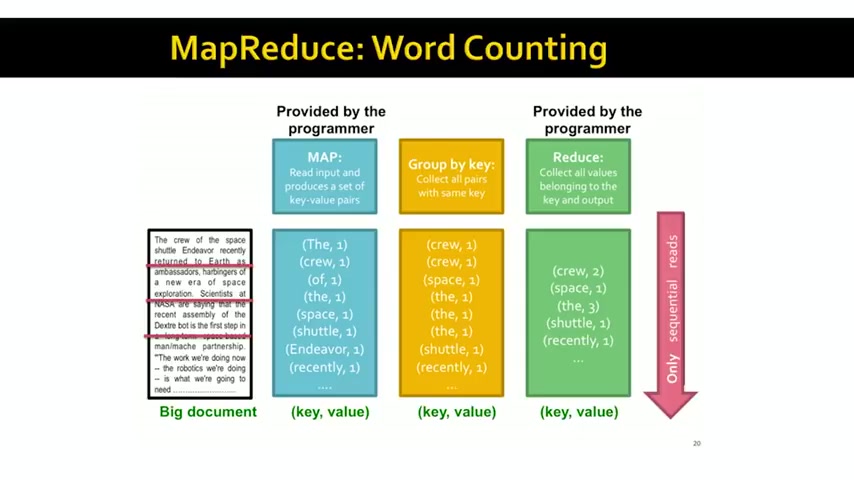 MapReduce: Word Counting
Provided by the
programmer
Provided by the
programmer
MAP:
Read input and
produces a set of
key-value pairs
Group by key:
Collect all pairs
with same key
Reduce:
Collect all values
belonging to the
key and output
The crew of the space
shuttle Endeavor recently
returned to Earth as
ambassadors, harbingers of
a new era of space
exploration. Scientists at
NASA are saying that the
recent assembly of the
Dextre bot is the first step in
a long-term space-based
man/mache partnership.
"The work we're doing now
-- the robotics we're doing
-- is what we're going to
need ........................
Big document
(The, 1)
(crew, 1)
(of, 1)
(the, 1)
(space, 1)
(shuttle, 1)
(Endeavor, 1)
(recently, 1)
....
(key, value)
(crew, 1)
(crew, 1)
(space, 1)
(the, 1)
(the, 1)
(the, 1)
(shuttle, 1)
(recently, 1)
...
(key, value)
(crew, 2)
(space, 1)
(the, 3)
(shuttle, 1)
(recently, 1)
...
(key, value)
Only sequential reads
20